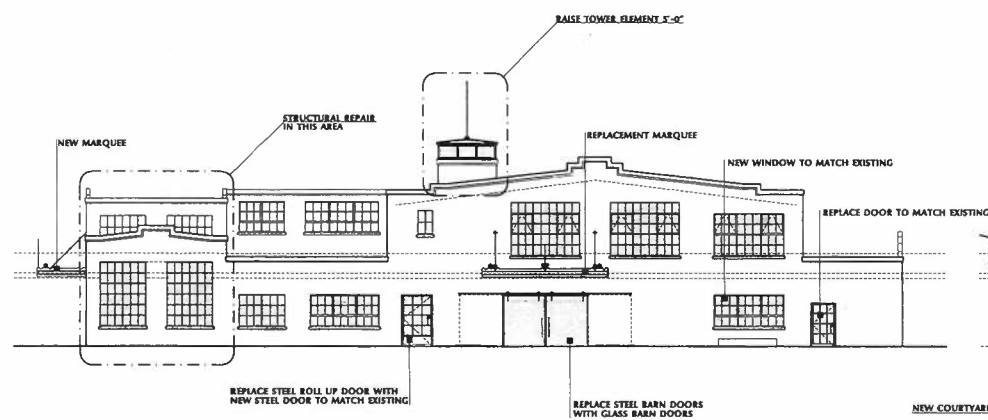 RAISE TOWER ELEMENT 5'-0"
STRUCTURAL REPAIR
IN THIS AREA
NEW MARQUEE
REPLACEMENT MARQUEE
NEW WINDOW TO MATCH EXISTING
REPLACE DOOR TO MATCH EXISTING
REPLACE STEEL ROLL UP DOOR WITH
NEW STEEL DOOR TO MATCH EXISTING
REPLACE STEEL BARN DOORS
WITH GLASS BARN DOORS
NEW COURTYARD